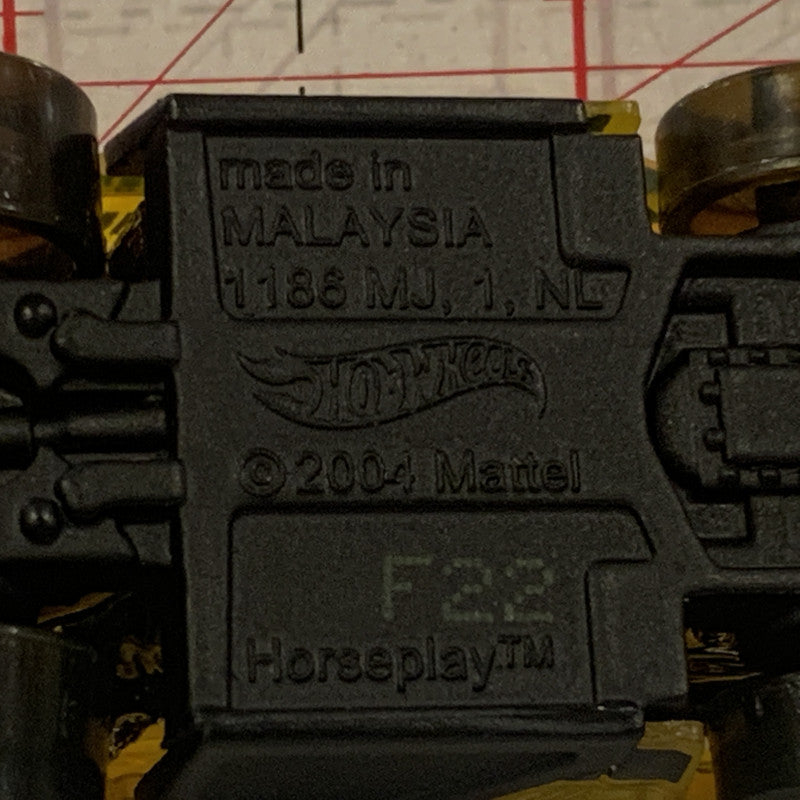 made in
MALAYSIA
1186 MJ, 1, NL
Hot Wheels
©2004 Mattel
F22
Horseplay™